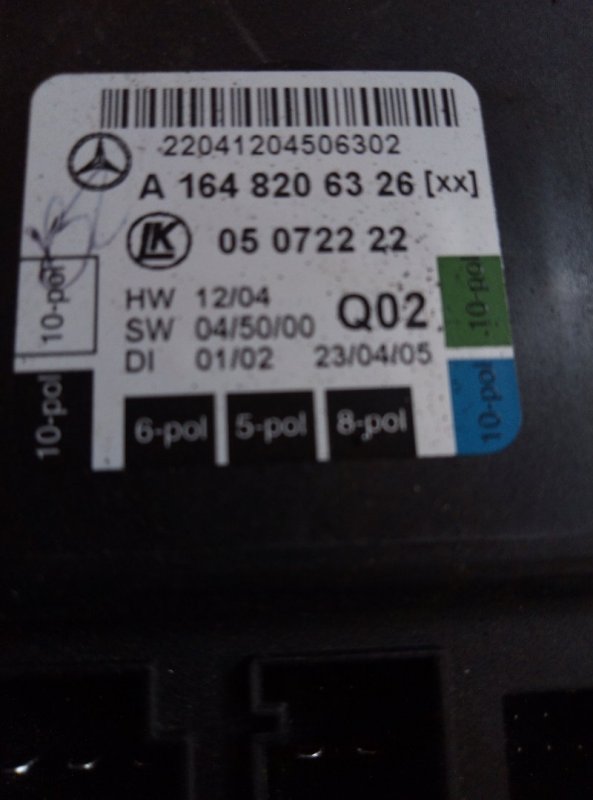 22041204506302
A 164 820 63 26 [xx]
LK 05 0722 22
HW 12/04
SW 04/50/00 Q02
DI 01/02 23/04/05
10-pol
10-pol
10-pol
10-pol
6-pol 5-pol 8-pol